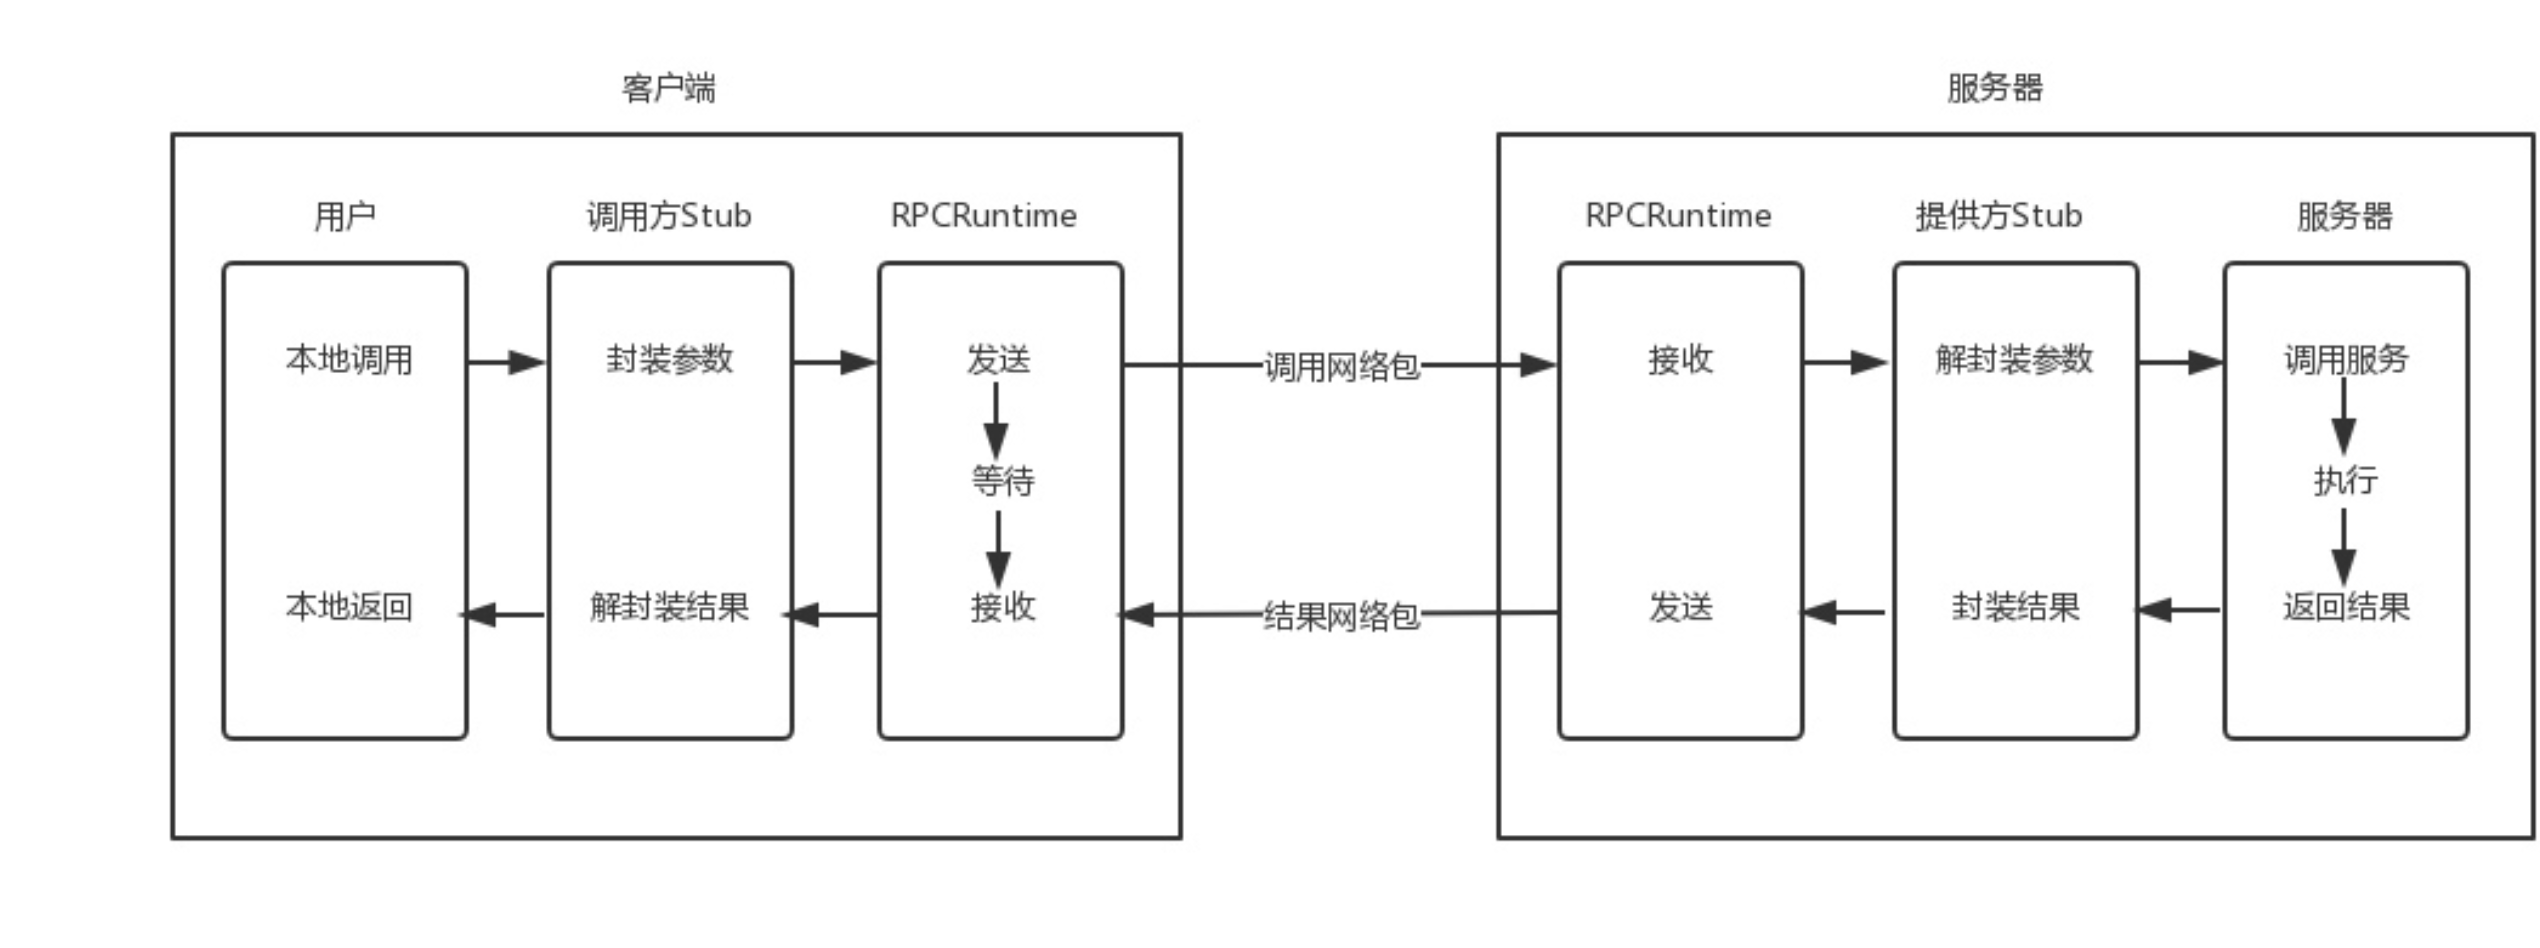 客户端
服务器
用户
调用方Stub
RPCRuntime
RPCRuntime
提供方Stub
服务器
本地调用
封装参数
发送
调用网络包
接收
解封装参数
调用服务
等待
执行
本地返回
解封装结果
接收
结果网络包
发送
封装结果
返回结果